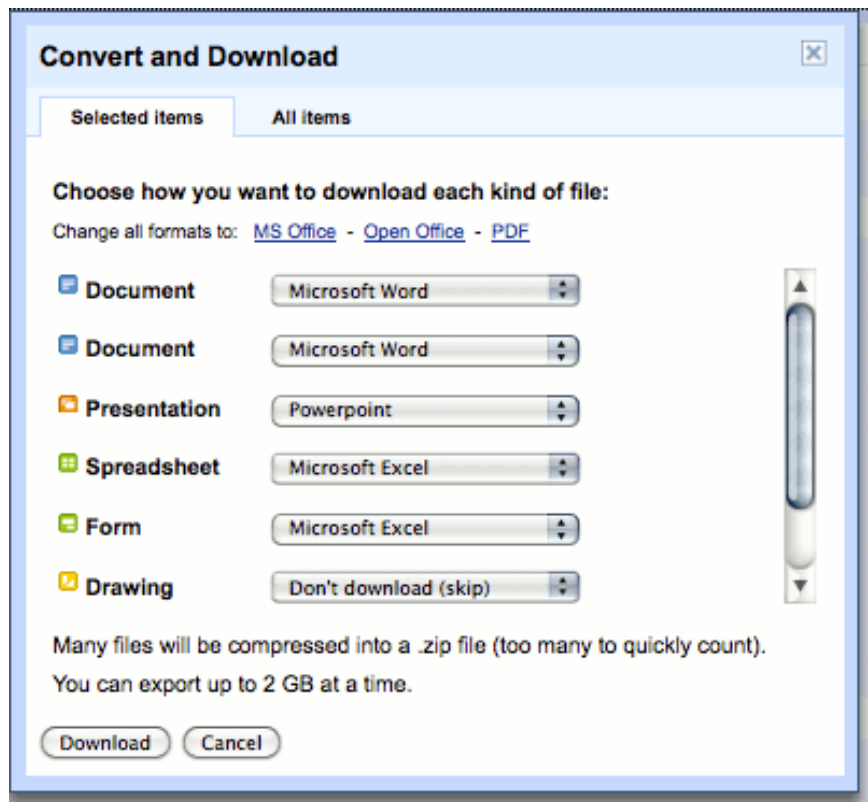 Convert and Download
Selected items All items
Choose how you want to download each kind of file:
Change all formats to: MS Office - Open Office - PDF
Document Microsoft Word
Document Microsoft Word
Presentation Powerpoint
Spreadsheet Microsoft Excel
Form Microsoft Excel
Drawing Don't download (skip)
Many files will be compressed into a .zip file (too many to quickly count).
You can export up to 2 GB at a time.
Download Cancel